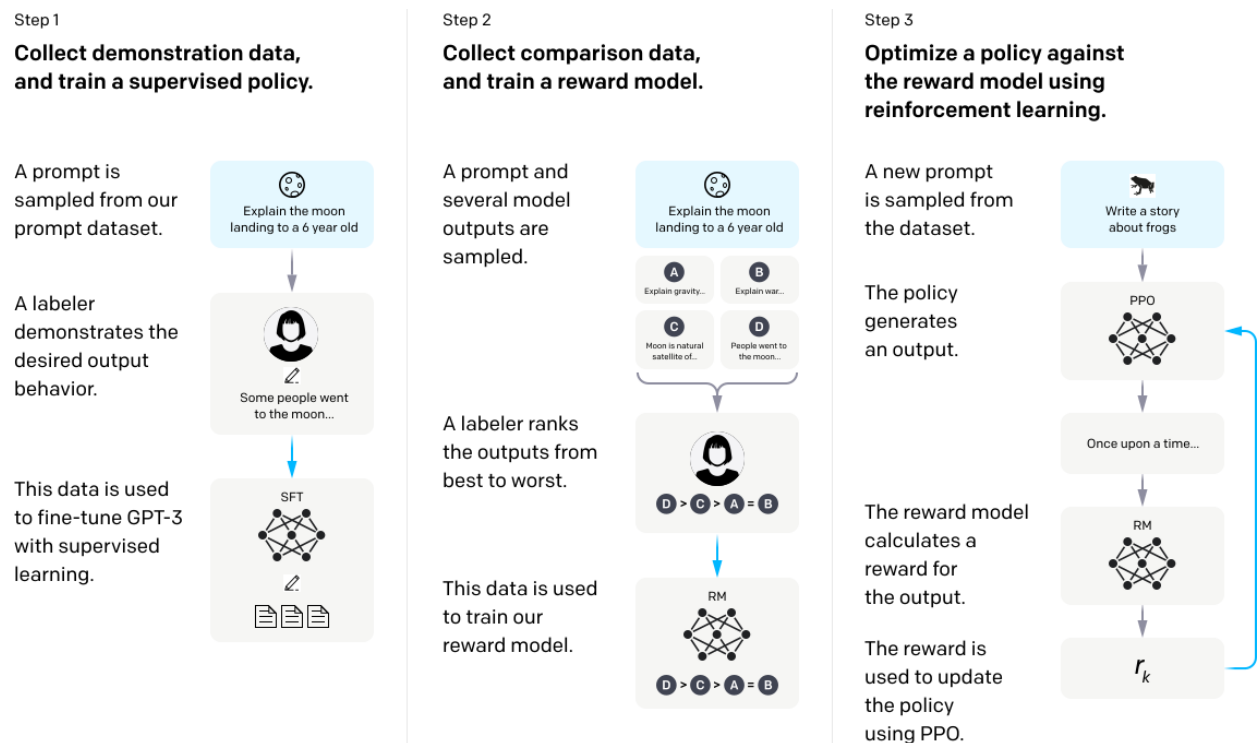 Step 1
Collect demonstration data,
and train a supervised policy.
A prompt is
sampled from our
prompt dataset.
Explain the moon
landing to a 6 year old
A labeler
demonstrates the
desired output
behavior.
Some people went
to the moon...
This data is used
to fine-tune GPT-3
with supervised
learning.
SFT
Step 2
Collect comparison data,
and train a reward model.
A prompt and
several model
outputs are
sampled.
Explain the moon
landing to a 6 year old
A
Explain gravity...
B
Explain war...
C
Moon is natural
satellite of...
D
People went to
the moon...
A labeler ranks
the outputs from
best to worst.
D > C > A = B
This data is used
to train our
reward model.
RM
D > C > A = B
Step 3
Optimize a policy against
the reward model using
reinforcement learning.
A new prompt
is sampled from
the dataset.
Write a story
about frogs
The policy
generates
an output.
PPO
Once upon a time...
The reward model
calculates a
reward for
the output.
RM
The reward is
used to update
the policy
using PPO.
rk